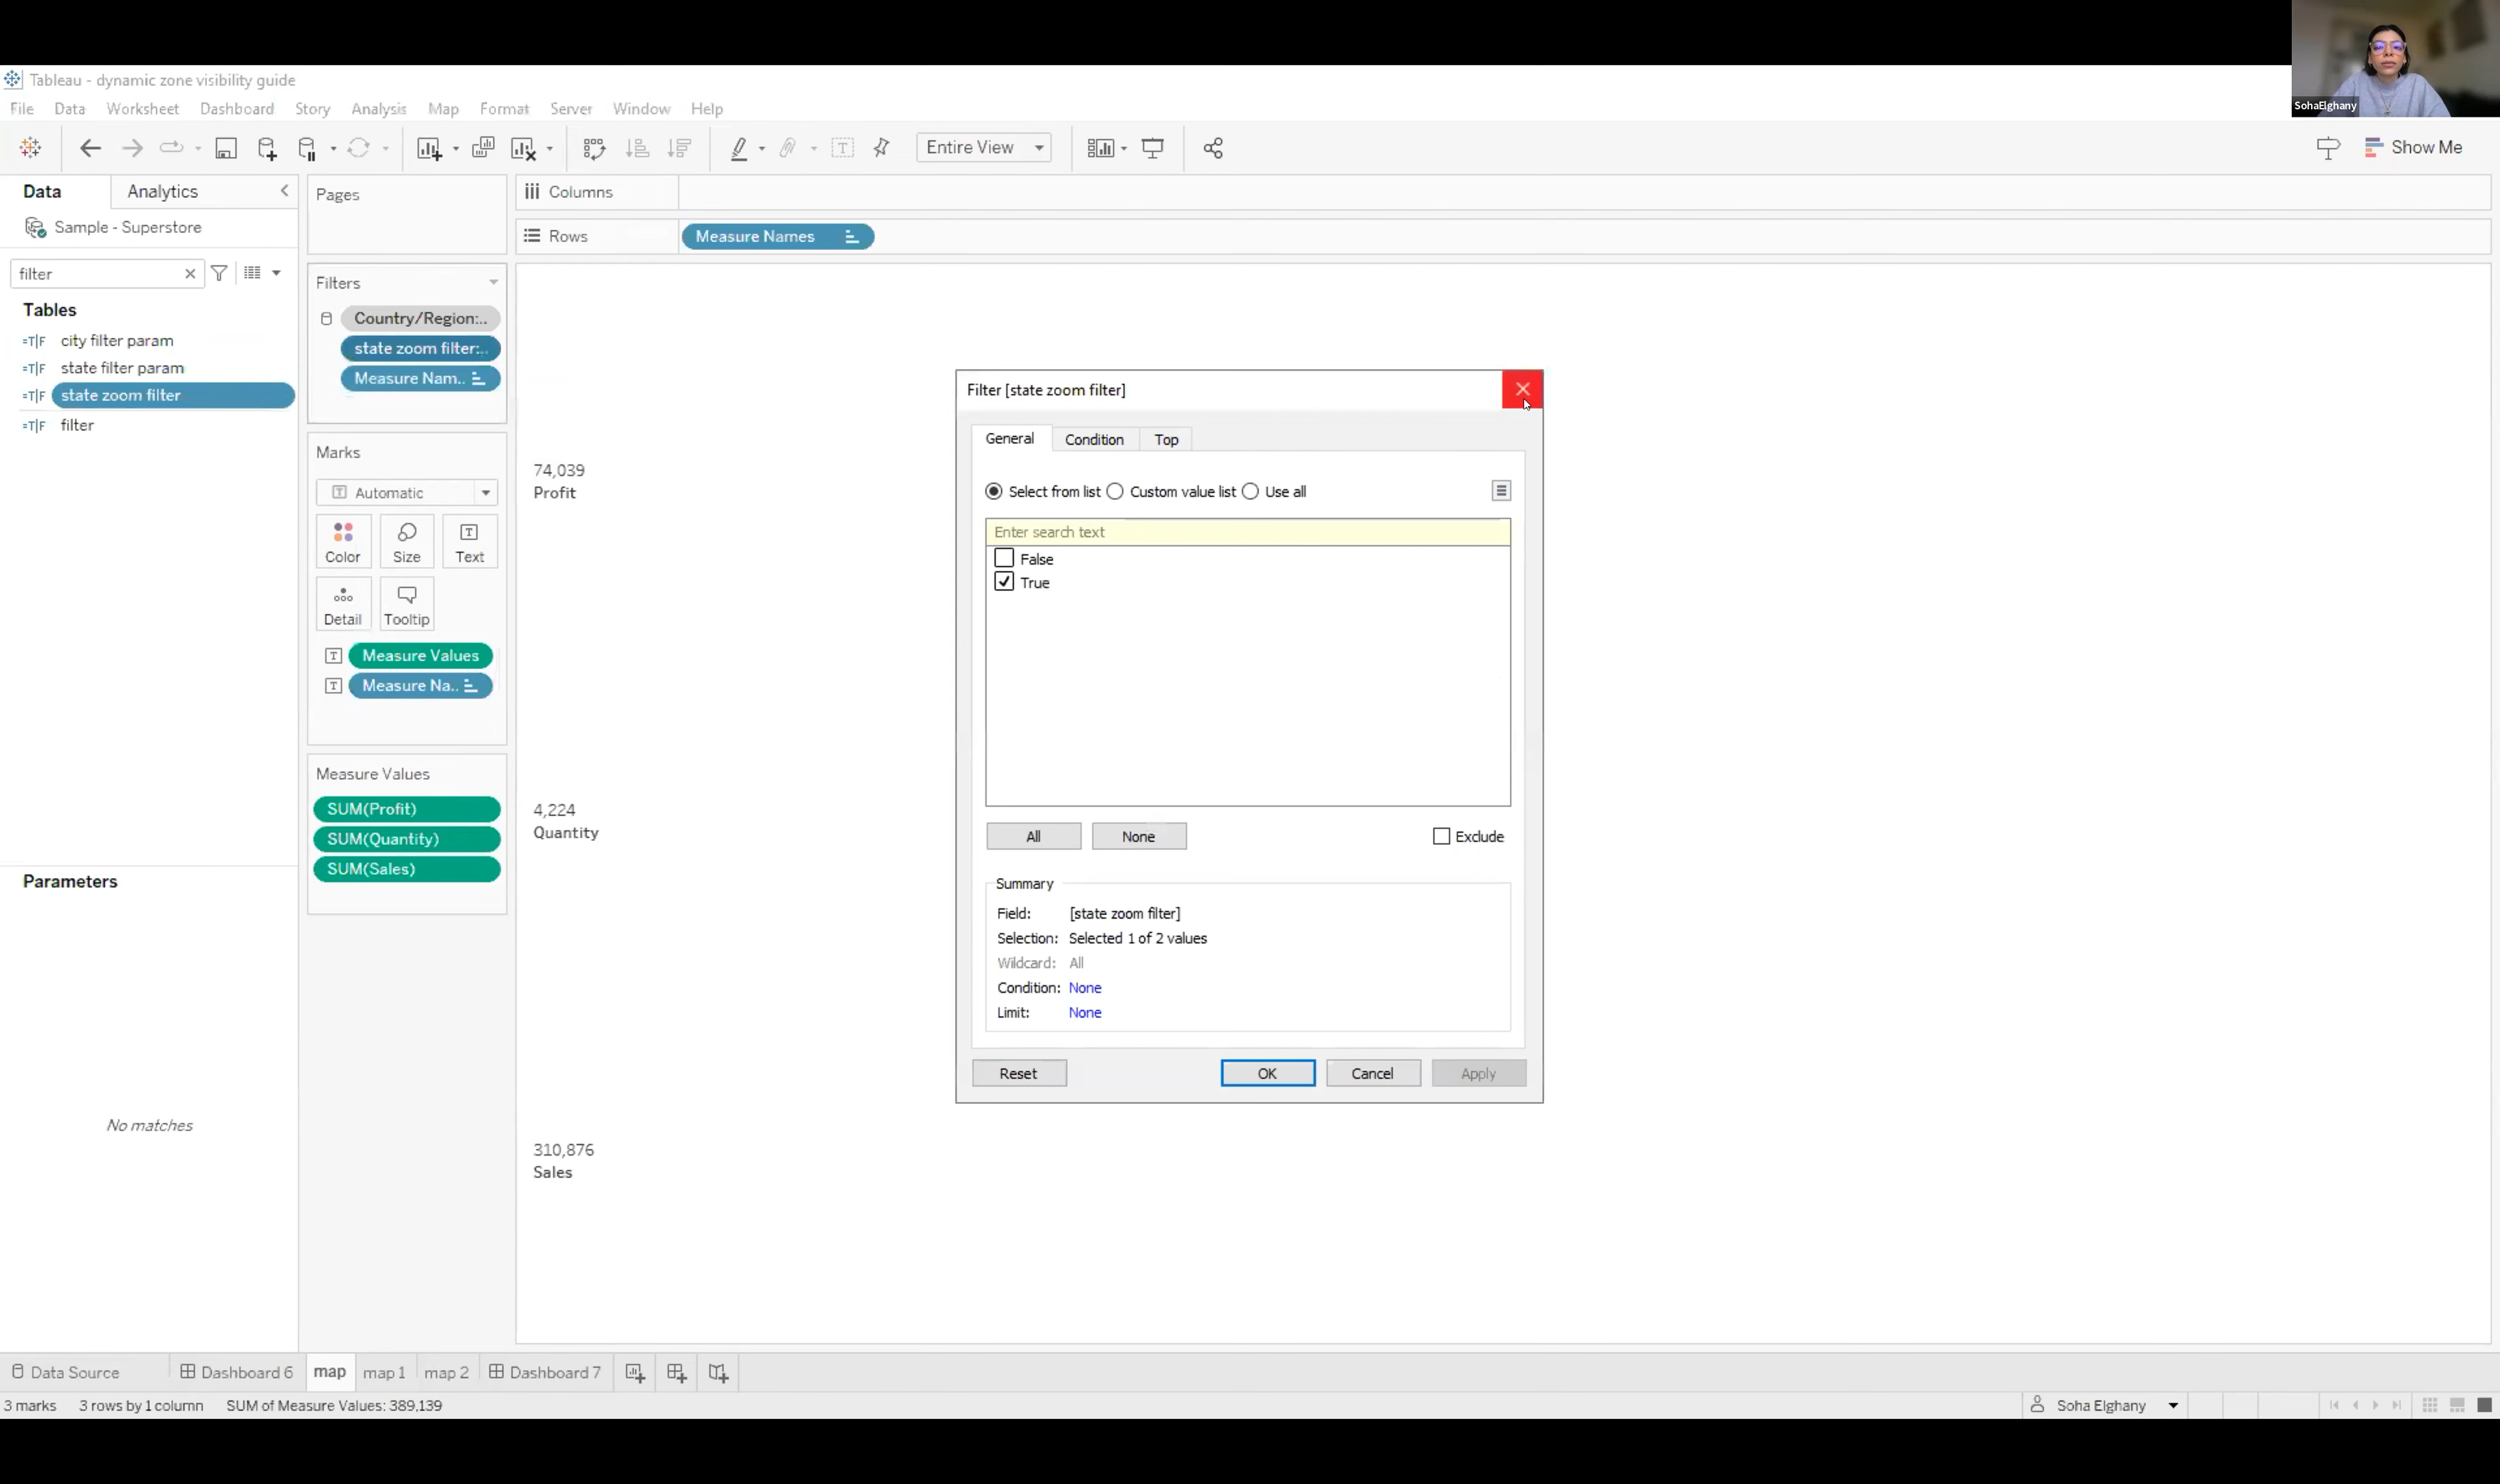 SohaElghany
Tableau - dynamic zone visibility guide
File Data Worksheet Dashboard Story Analysis Map Format Server Window Help
Entire View
Show Me
Data Analytics
Sample - Superstore
filter
Tables
=T|F city filter param
=T|F state filter param
=T|F state zoom filter
=T|F filter
Parameters
No matches
Pages
Filters
Country/Region:..
state zoom filter:..
Measure Nam..
Marks
Automatic
Color Size Text
Detail Tooltip
Measure Values
Measure Na..
Measure Values
SUM(Profit)
SUM(Quantity)
SUM(Sales)
Columns
Rows Measure Names
74,039
Profit
4,224
Quantity
310,876
Sales
Filter [state zoom filter]
General Condition Top
Select from list Custom value list Use all
Enter search text
False
True
All None Exclude
Summary
Field: [state zoom filter]
Selection: Selected 1 of 2 values
Wildcard: All
Condition: None
Limit: None
Reset OK Cancel Apply
Data Source Dashboard 6 map map 1 map 2 Dashboard 7
3 marks 3 rows by 1 column SUM of Measure Values: 389,139 Soha Elghany